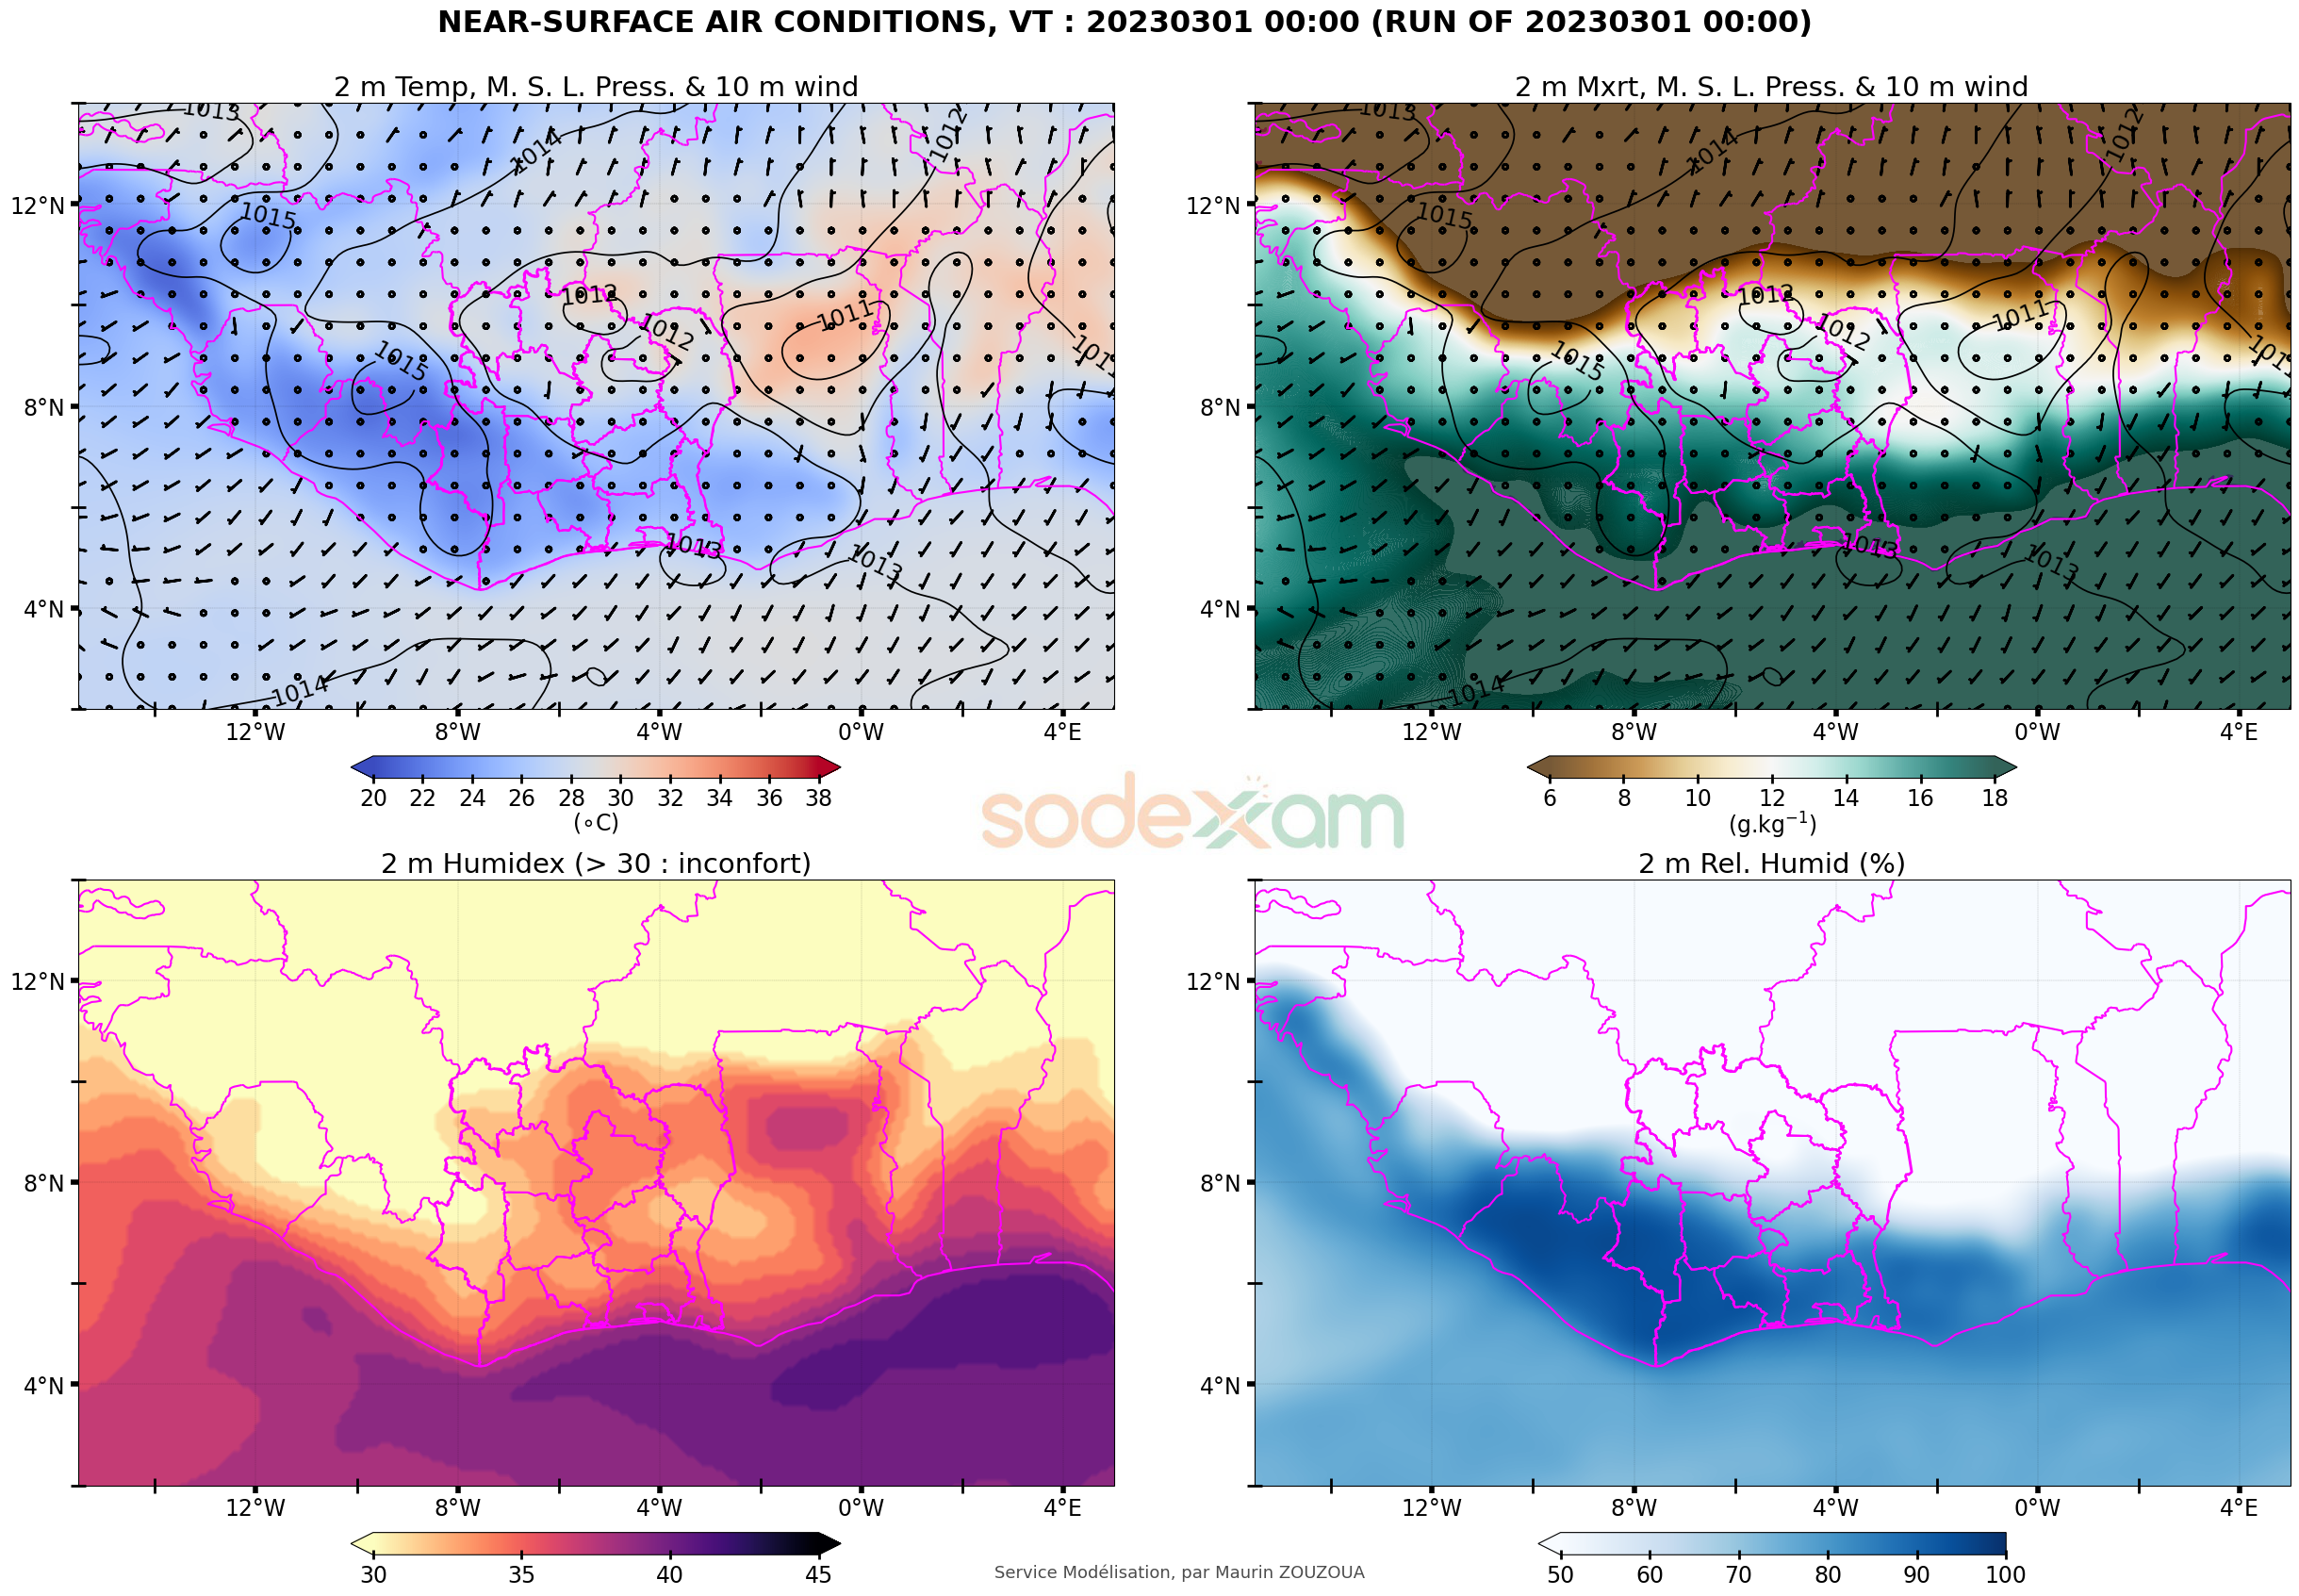 NEAR-SURFACE AIR CONDITIONS, VT : 20230301 00:00 (RUN OF 20230301 00:00)
2 m Temp, M. S. L. Press. & 10 m wind
2 m Mxrt, M. S. L. Press. & 10 m wind
1013
1014
1012
1015
1012
1011
1012
1015
1013
1013
1014
1013
1014
1012
1015
1012
1011
1012
1015
1013
1013
1014
12°N
8°N
4°N
12°N
8°N
4°N
12°W 8°W 4°W 0°W 4°E
12°W 8°W 4°W 0°W 4°E
20 22 24 26 28 30 32 34 36 38
(∘C)
6 8 10 12 14 16 18
(g.kg⁻¹)
sodexam
2 m Humidex (> 30 : inconfort)
2 m Rel. Humid (%)
12°N
8°N
4°N
12°N
8°N
4°N
12°W 8°W 4°W 0°W 4°E
12°W 8°W 4°W 0°W 4°E
30 35 40 45
50 60 70 80 90 100
Service Modélisation, par Maurin ZOUZOUA